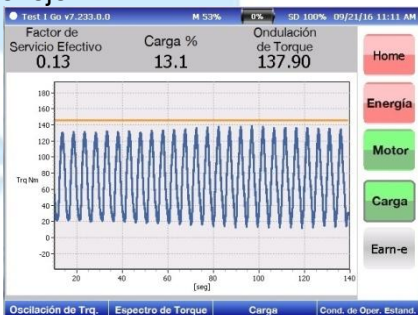 Test I Go v7.233.0.0 M 53% 0% SD 100% 09/21/16 11:11 AM
Factor de
Servicio Efectivo
0.13
Carga %
13.1
Ondulación
de Torque
137.90
Home
Energía
Motor
Carga
Earn-e
180
160
140
120
100
80
60
40
20
0
-20
Trq Nm
20 40 60 80 100 120 140
[seg]
Oscilación de Trq. Espectro de Torque Carga Cond. de Oper. Estand.